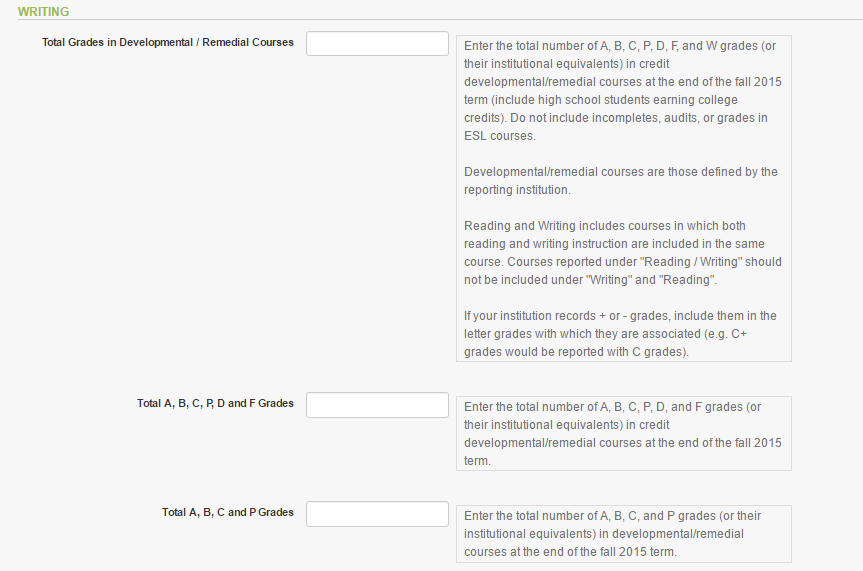 WRITING
Total Grades in Developmental / Remedial Courses
Enter the total number of A, B, C, P, D, F, and W grades (or
their institutional equivalents) in credit
developmental/remedial courses at the end of the fall 2015
term (include high school students earning college
credits). Do not include incompletes, audits, or grades in
ESL courses.
Developmental/remedial courses are those defined by the
reporting institution.
Reading and Writing includes courses in which both
reading and writing instruction are included in the same
course. Courses reported under "Reading / Writing" should
not be included under "Writing" and "Reading".
If your institution records + or - grades, include them in the
letter grades with which they are associated (e.g. C+
grades would be reported with C grades).
Total A, B, C, P, D and F Grades
Enter the total number of A, B, C, P, D, and F grades (or
their institutional equivalents) in credit
developmental/remedial courses at the end of the fall 2015
term.
Total A, B, C and P Grades
Enter the total number of A, B, C, and P grades (or their
institutional equivalents) in developmental/remedial
courses at the end of the fall 2015 term.